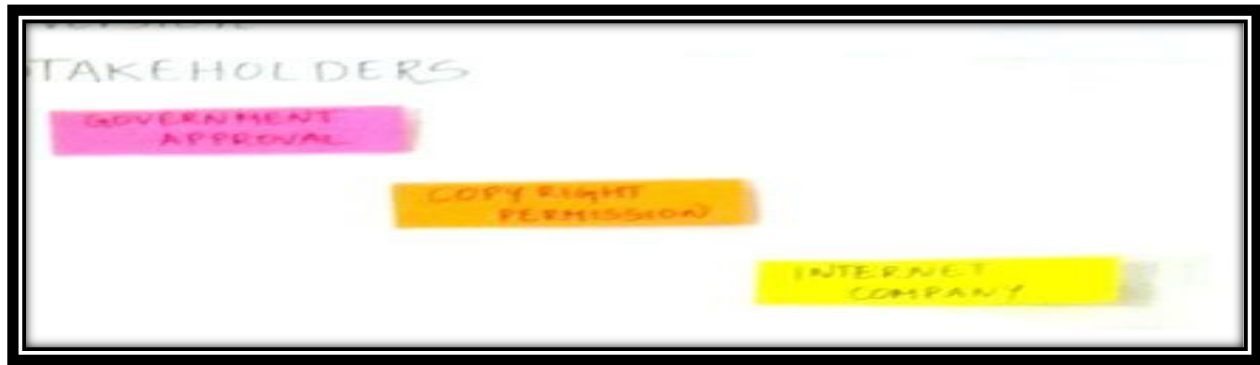 TAKEHOLDERS
GOVERNMENT
APPROVAL
COPY RIGHT
PERMISSION
INTERNET
COMPANY